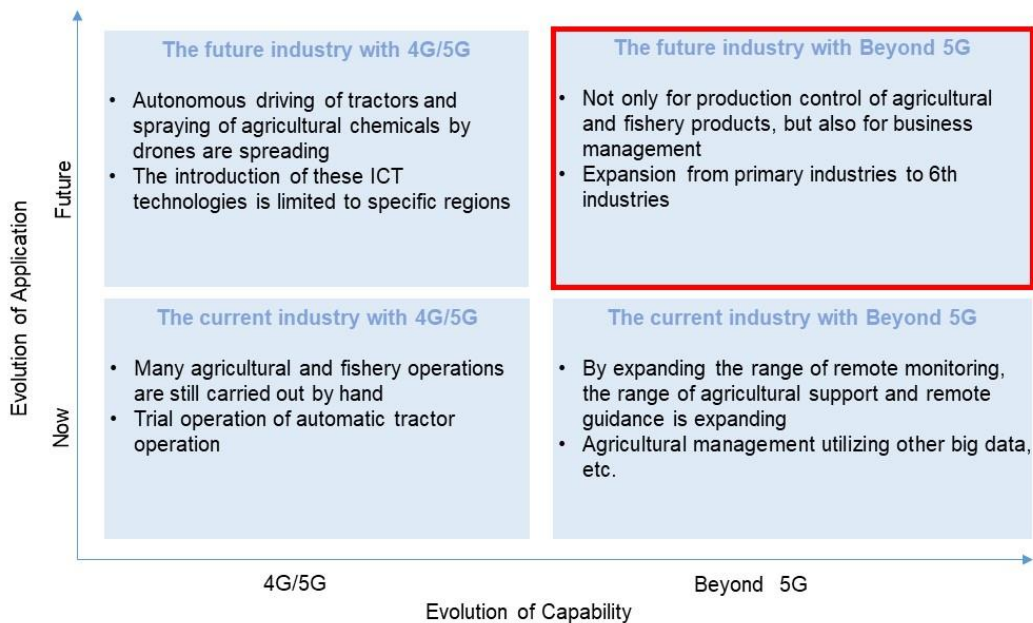 The future industry with 4G/5G
• Autonomous driving of tractors and
spraying of agricultural chemicals by
drones are spreading
• The introduction of these ICT
technologies is limited to specific regions
The future industry with Beyond 5G
• Not only for production control of agricultural
and fishery products, but also for business
management
• Expansion from primary industries to 6th
industries
The current industry with 4G/5G
• Many agricultural and fishery operations
are still carried out by hand
• Trial operation of automatic tractor
operation
The current industry with Beyond 5G
• By expanding the range of remote monitoring,
the range of agricultural support and remote
guidance is expanding
• Agricultural management utilizing other big data,
etc.
Evolution of Application
Future
Now
4G/5G
Beyond 5G
Evolution of Capability